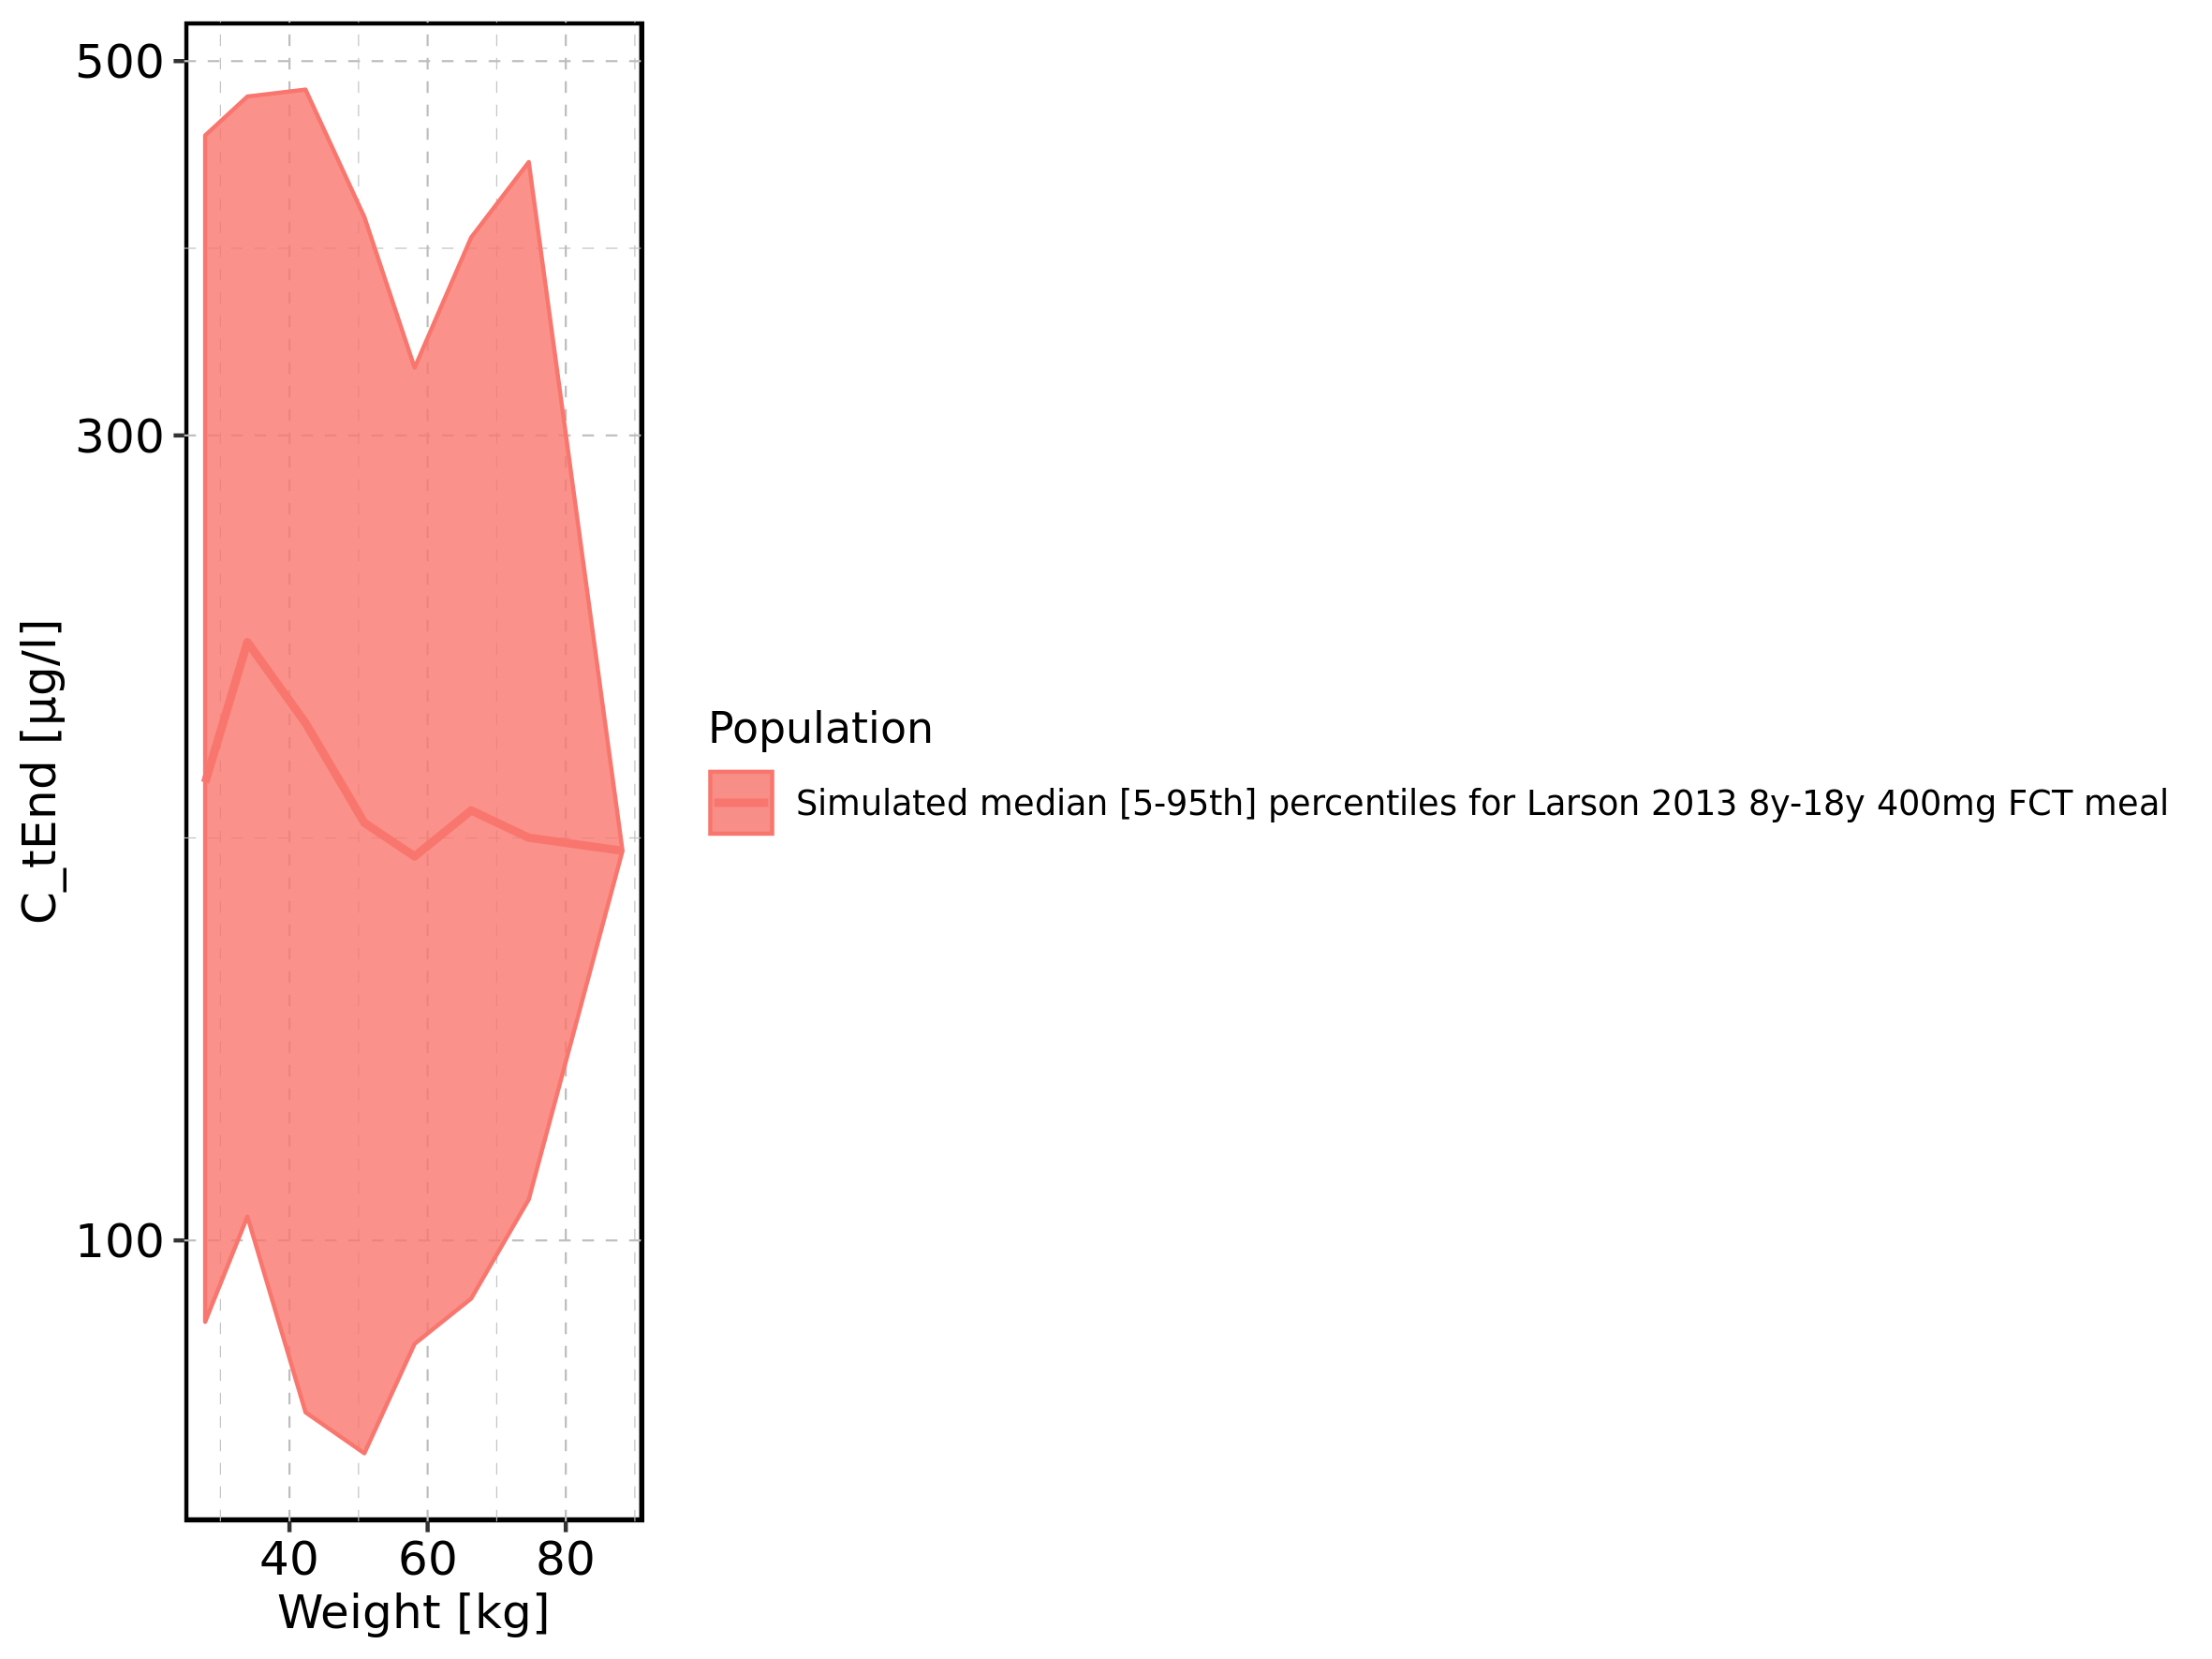 500
300
100
C_tEnd [µg/l]
40 60 80
Weight [kg]
Population
Simulated median [5-95th] percentiles for Larson 2013 8y-18y 400mg FCT meal